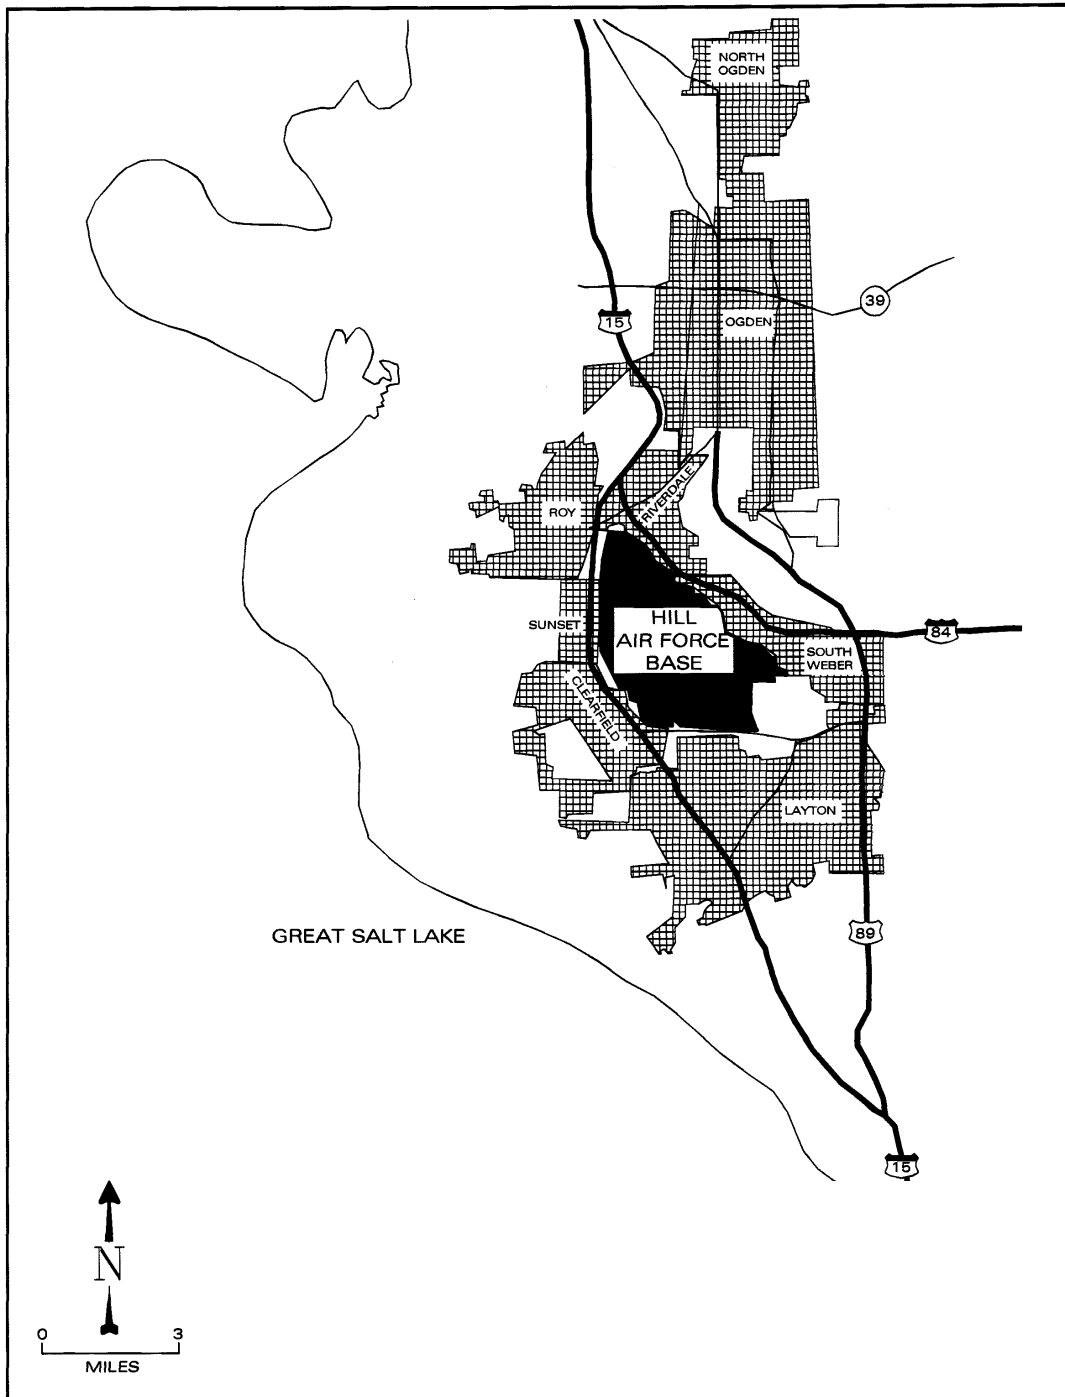 NORTH
OGDEN
39
15
OGDEN
RIVERDALE
ROY
HILL
AIR FORCE
BASE
SUNSET
84
SOUTH
WEBER
CLEARFIELD
LAYTON
89
GREAT SALT LAKE
15
N
0 3
MILES